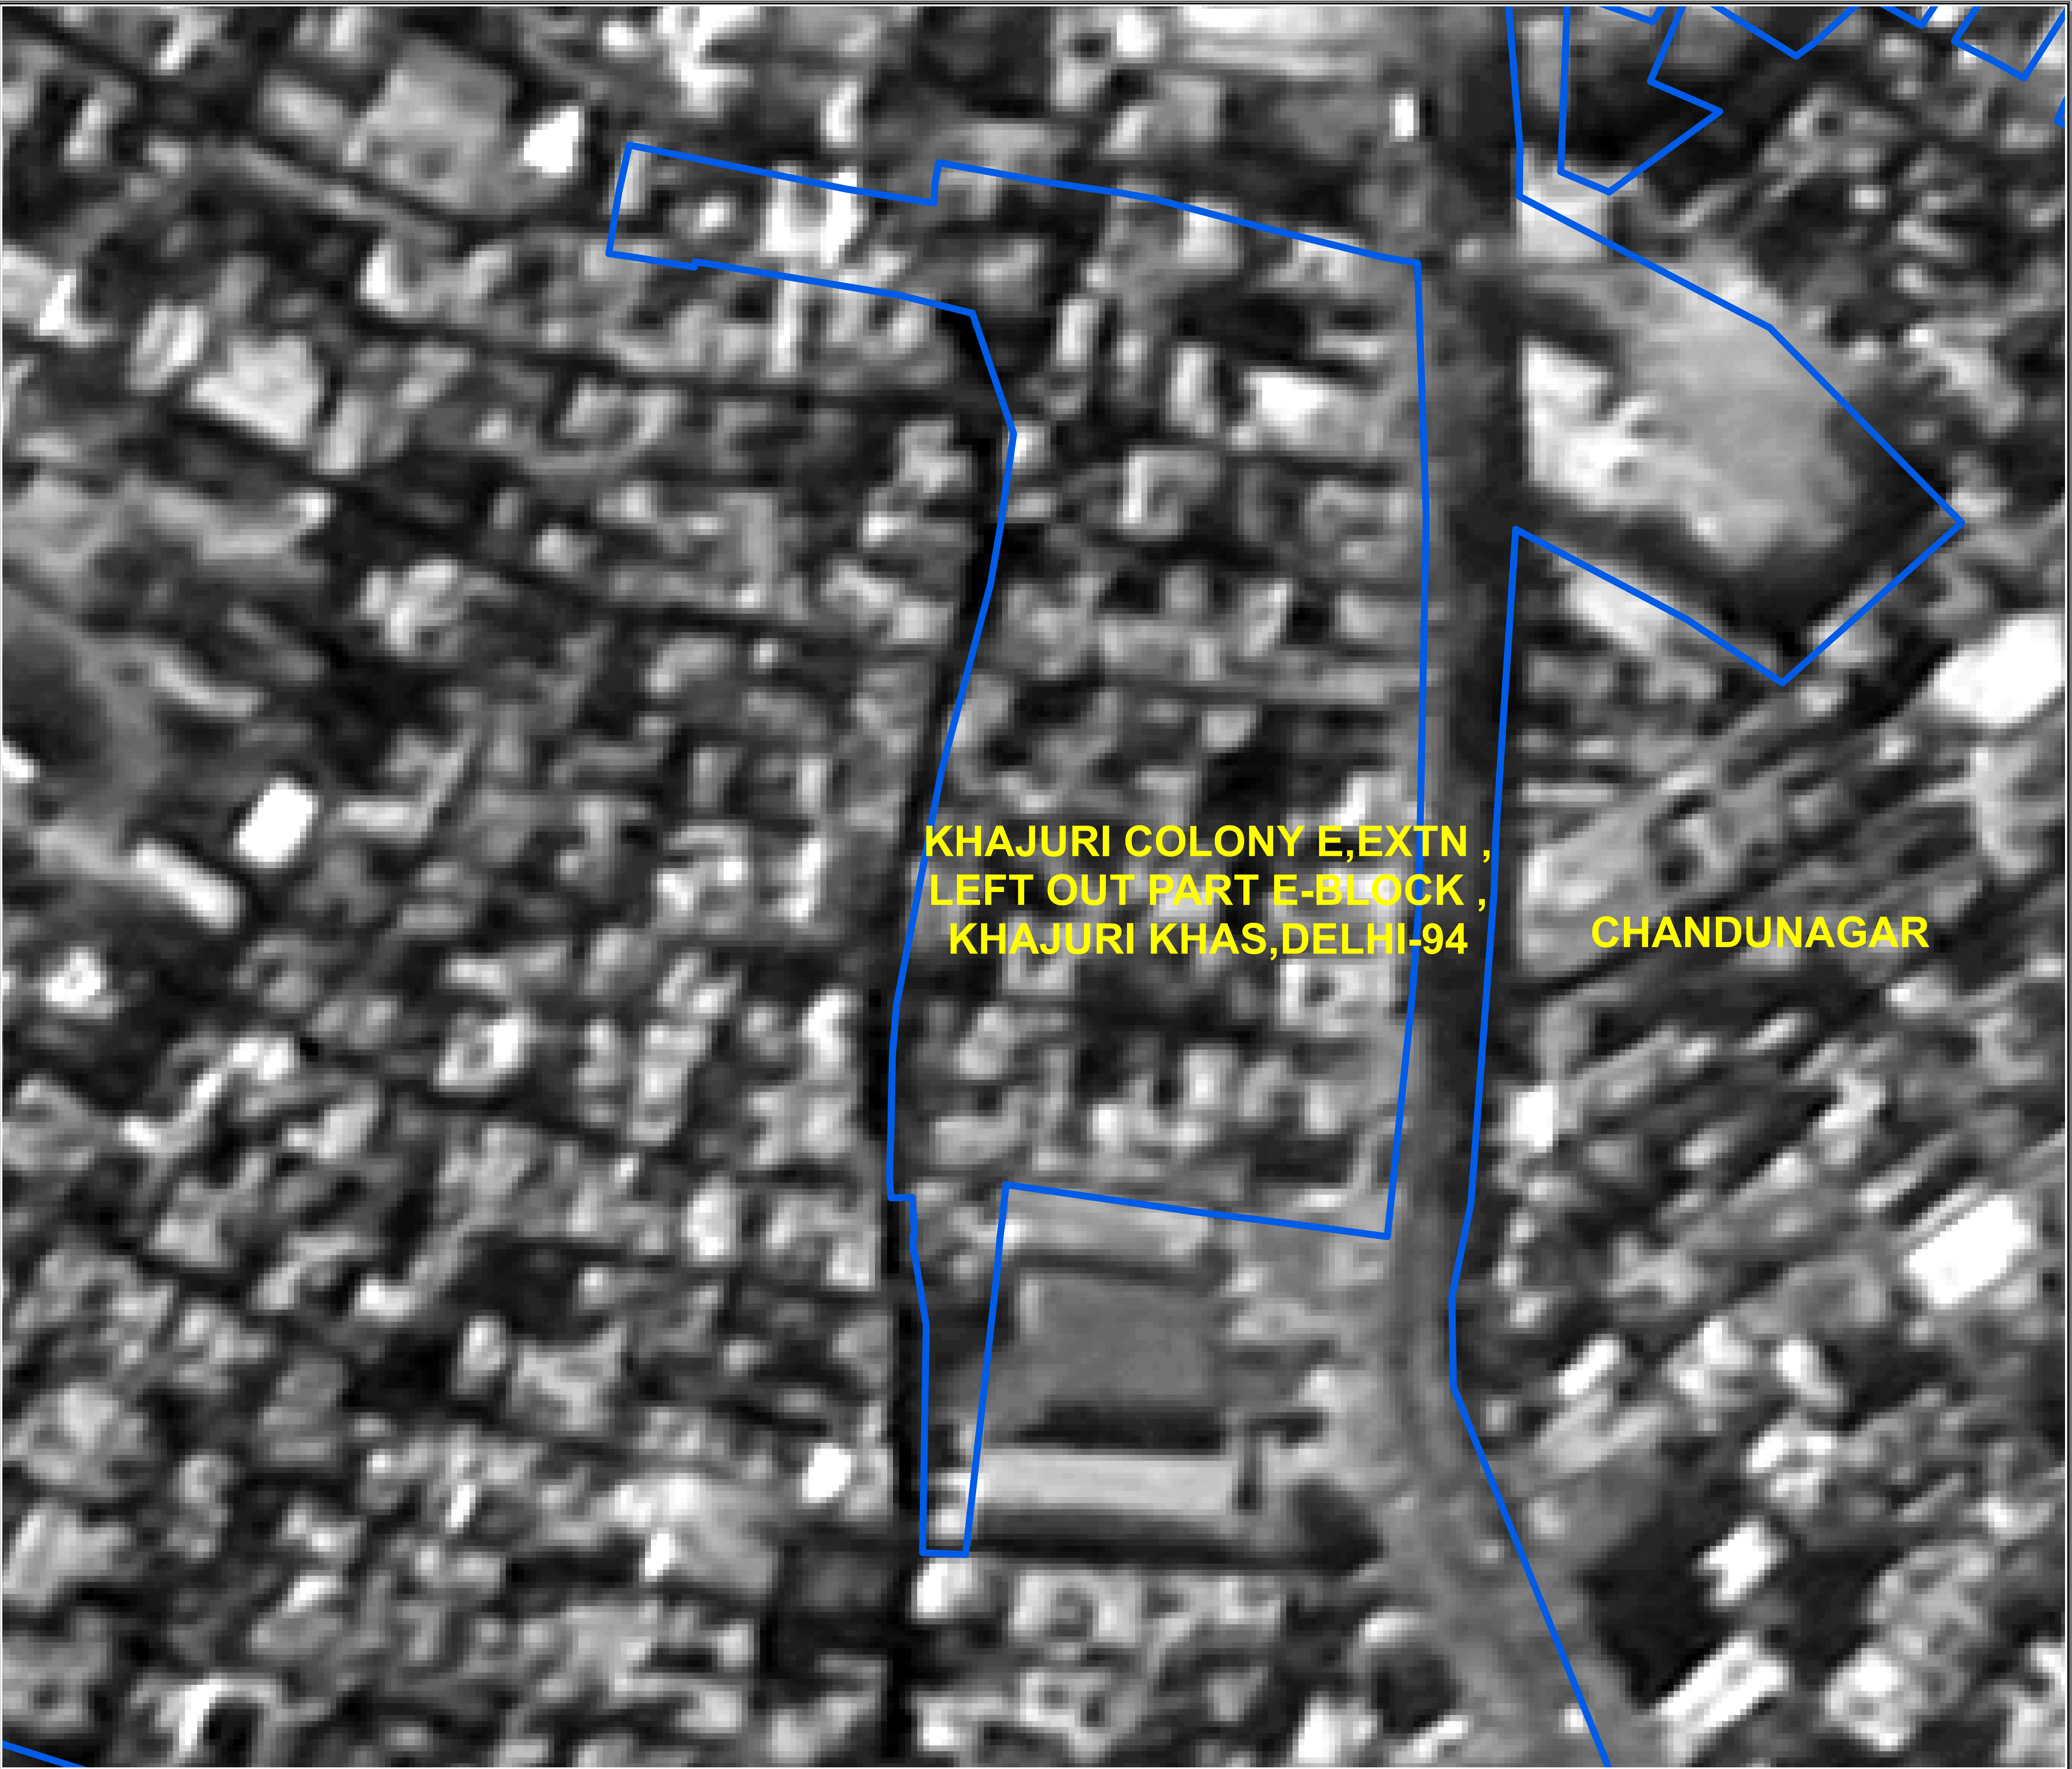 KHAJURI COLONY E,EXTN ,
LEFT OUT PART E-BLOCK ,
KHAJURI KHAS,DELHI-94
CHANDUNAGAR